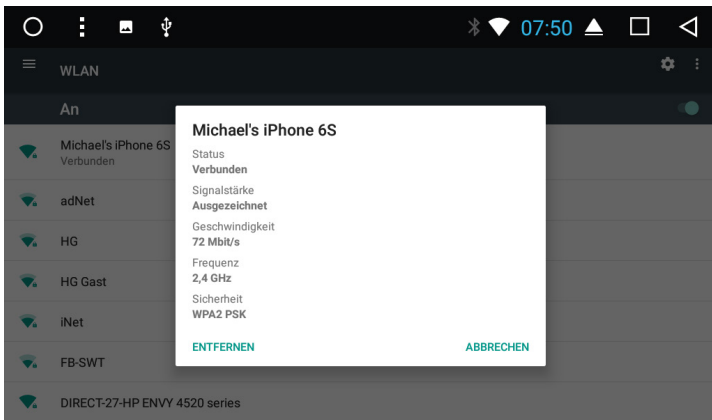 07:50
WLAN
An
Michael's iPhone 6S
Verbunden
adNet
HG
HG Gast
iNet
FB-SWT
DIRECT-27-HP ENVY 4520 series
Michael's iPhone 6S
Status
Verbunden
Signalstärke
Ausgezeichnet
Geschwindigkeit
72 Mbit/s
Frequenz
2,4 GHz
Sicherheit
WPA2 PSK
ENTFERNEN
ABBRECHEN